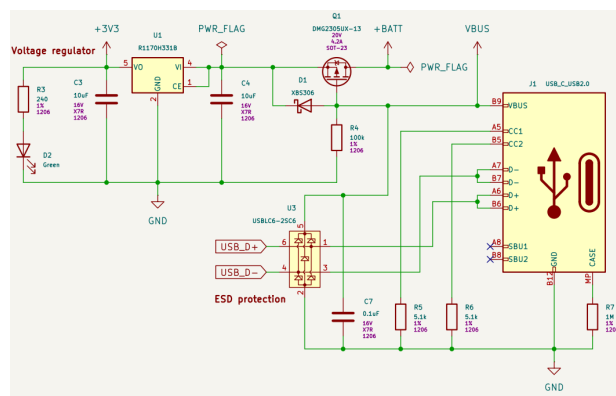 Voltage regulator
+3V3
PWR_FLAG
U1
R1170H331B
5 VO
VI 4
CE 1
GND
2
R3
240
1%
1206
D2
Green
C3
10uF
16V
X7R
1206
C4
10uF
16V
X7R
1206
GND
Q1
DMG2305UX-13
20V
4.2A
SOT-23
+BATT
PWR_FLAG
D1
XBS306
R4
100k
1%
1206
VBUS
J1 USB_C_USB2.0
B9 VBUS
A5 CC1
B5 CC2
A7 D-
B7 D-
A6 D+
B6 D+
A8 SBU1
B8 SBU2
GND
CASE
B12
MP
U3
USBLC6-2SC6
5
6
1
4
3
2
USB_D+
USB_D-
ESD protection
C7
0.1uF
16V
X7R
1206
R5
5.1k
1%
1206
R6
5.1k
1%
1206
R7
1M
1%
120
GND